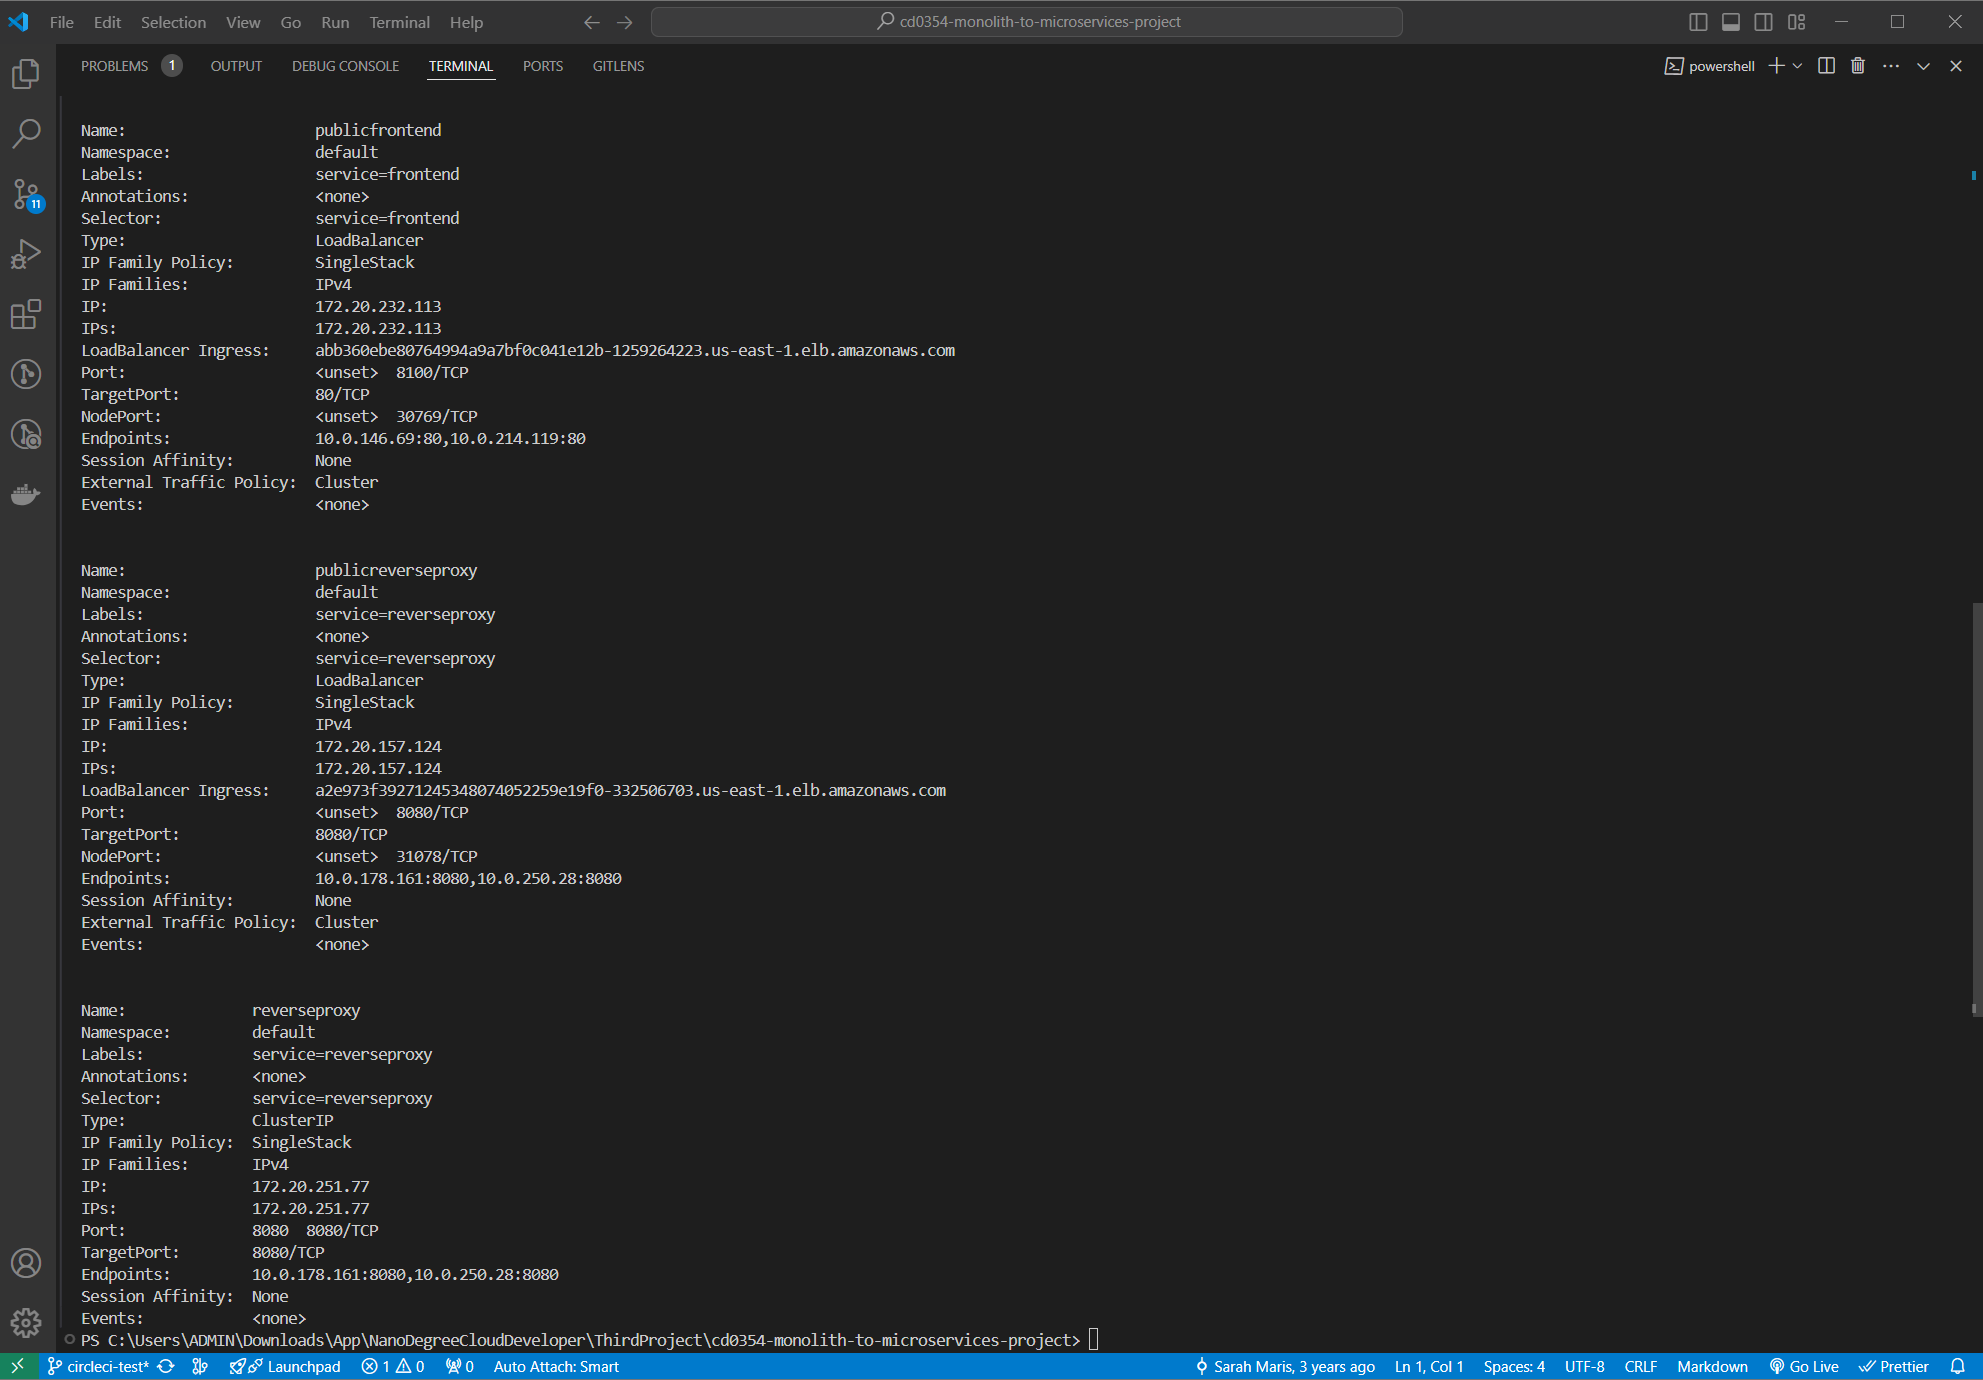 File Edit Selection View Go Run Terminal Help cd0354-monolith-to-microservices-project
PROBLEMS 1 OUTPUT DEBUG CONSOLE TERMINAL PORTS GITLENS powershell
Name: publicfrontend
Namespace: default
Labels: service=frontend
Annotations: <none>
Selector: service=frontend
Type: LoadBalancer
IP Family Policy: SingleStack
IP Families: IPv4
IP: 172.20.232.113
IPs: 172.20.232.113
LoadBalancer Ingress: abb360ebe80764994a9a7bf0c041e12b-1259264223.us-east-1.elb.amazonaws.com
Port: <unset> 8100/TCP
TargetPort: 80/TCP
NodePort: <unset> 30769/TCP
Endpoints: 10.0.146.69:80,10.0.214.119:80
Session Affinity: None
External Traffic Policy: Cluster
Events: <none>
Name: publicreverseproxy
Namespace: default
Labels: service=reverseproxy
Annotations: <none>
Selector: service=reverseproxy
Type: LoadBalancer
IP Family Policy: SingleStack
IP Families: IPv4
IP: 172.20.157.124
IPs: 172.20.157.124
LoadBalancer Ingress: a2e973f39271245348074052259e19f0-332506703.us-east-1.elb.amazonaws.com
Port: <unset> 8080/TCP
TargetPort: 8080/TCP
NodePort: <unset> 31078/TCP
Endpoints: 10.0.178.161:8080,10.0.250.28:8080
Session Affinity: None
External Traffic Policy: Cluster
Events: <none>
Name: reverseproxy
Namespace: default
Labels: service=reverseproxy
Annotations: <none>
Selector: service=reverseproxy
Type: ClusterIP
IP Family Policy: SingleStack
IP Families: IPv4
IP: 172.20.251.77
IPs: 172.20.251.77
Port: 8080 8080/TCP
TargetPort: 8080/TCP
Endpoints: 10.0.178.161:8080,10.0.250.28:8080
Session Affinity: None
Events: <none>
PS C:\Users\ADMIN\Downloads\App\NanoDegreeCloudDeveloper\ThirdProject\cd0354-monolith-to-microservices-project>
11
circleci-test* Launchpad 1 0 0 Auto Attach: Smart Sarah Maris, 3 years ago Ln 1, Col 1 Spaces: 4 UTF-8 CRLF Markdown Go Live Prettier